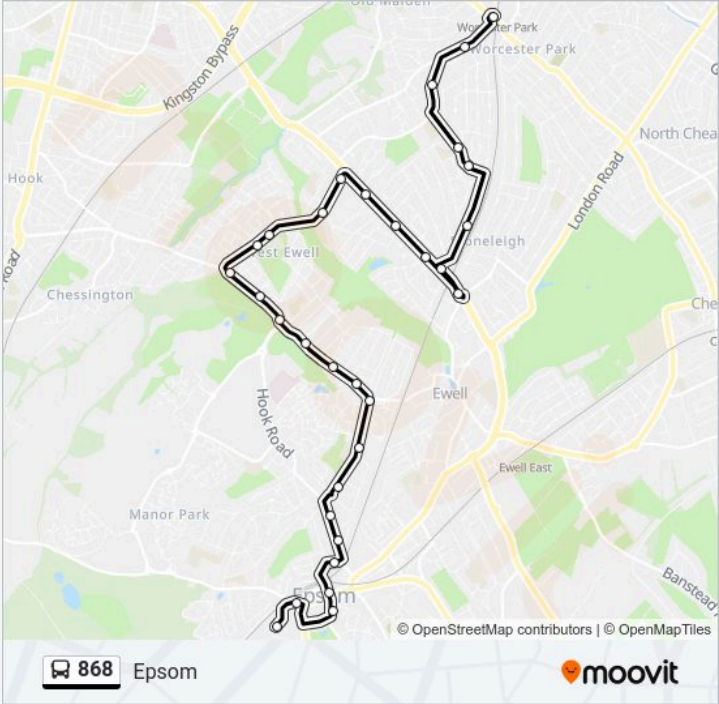 Old Malden
Worcester Park
Worcester Park
Kingston Bypass
North Chea
Hook
London Road
Stoneleigh
West Ewell
Road
Chessington
Che
Ewell
Hook Road
Ewell East
Manor Park
Banstead
Epsom
© OpenStreetMap contributors | © OpenMapTiles
868 Epsom
moovit